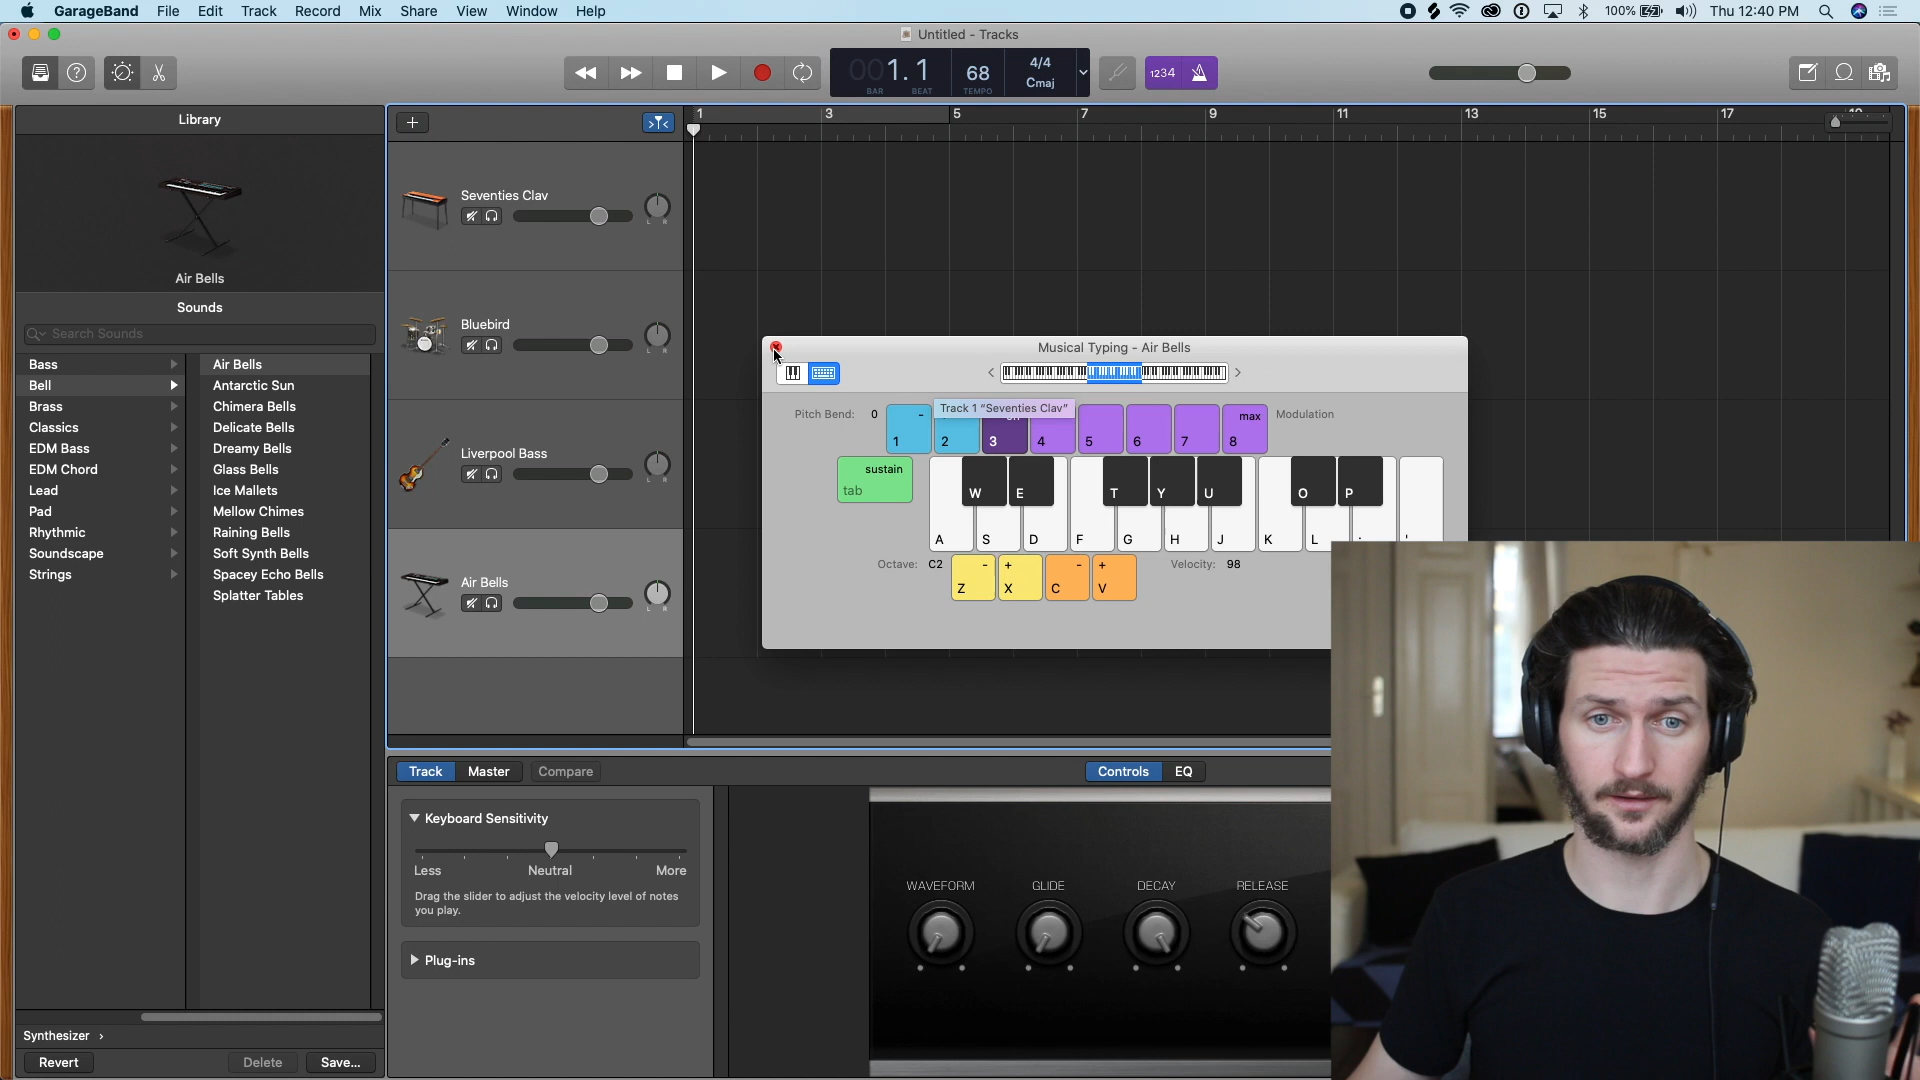 GarageBand File Edit Track Record Mix Share View Window Help
100% Thu 12:40 PM
Untitled - Tracks
001.1 68 4/4
Cmaj
BAR BEAT TEMPO
1234
Library
Air Bells
Sounds
Search Sounds
Bass
Bell
Brass
Classics
EDM Bass
EDM Chord
Lead
Pad
Rhythmic
Soundscape
Strings
Air Bells
Antarctic Sun
Chimera Bells
Delicate Bells
Dreamy Bells
Glass Bells
Ice Mallets
Mellow Chimes
Raining Bells
Soft Synth Bells
Spacey Echo Bells
Splatter Tables
Synthesizer ›
Revert Delete Save...
1 3 5 7 9 11 13 15 17
Seventies Clav
L R
Bluebird
L R
Liverpool Bass
L R
Air Bells
L R
Musical Typing - Air Bells
Pitch Bend: 0 - Track 1 "Seventies Clav" max Modulation
1 2 3 4 5 6 7 8
sustain
tab
W E T Y U O P
A S D F G H J K L ; '
Octave: C2 - + - + Velocity: 98
Z X C V
Track Master Compare Controls EQ
Keyboard Sensitivity
Less Neutral More
Drag the slider to adjust the velocity level of notes
you play.
Plug-ins
WAVEFORM GLIDE DECAY RELEASE